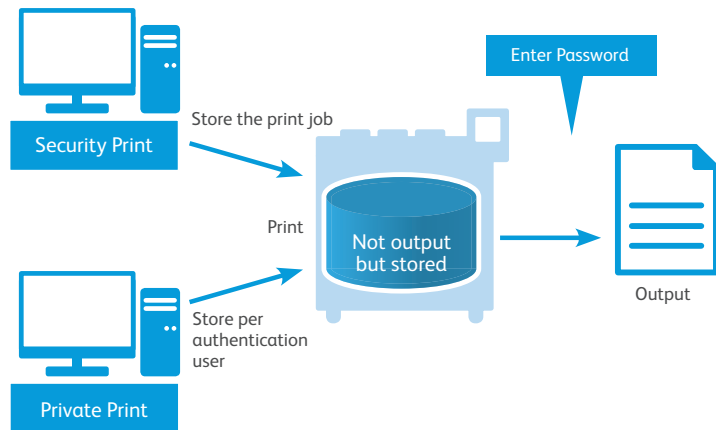 Enter Password
Store the print job
Security Print
Print
Not output
but stored
Output
Store per
authentication
user
Private Print